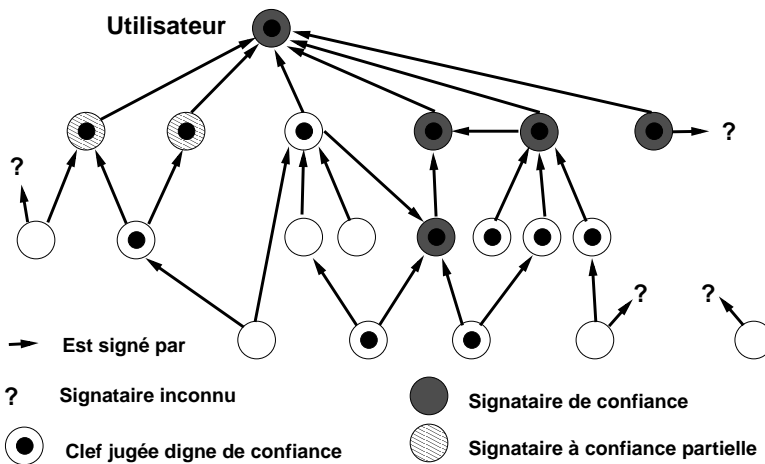 Utilisateur
?
?
?
?
Est signé par
? Signataire inconnu
Signataire de confiance
Clef jugée digne de confiance
Signataire à confiance partielle